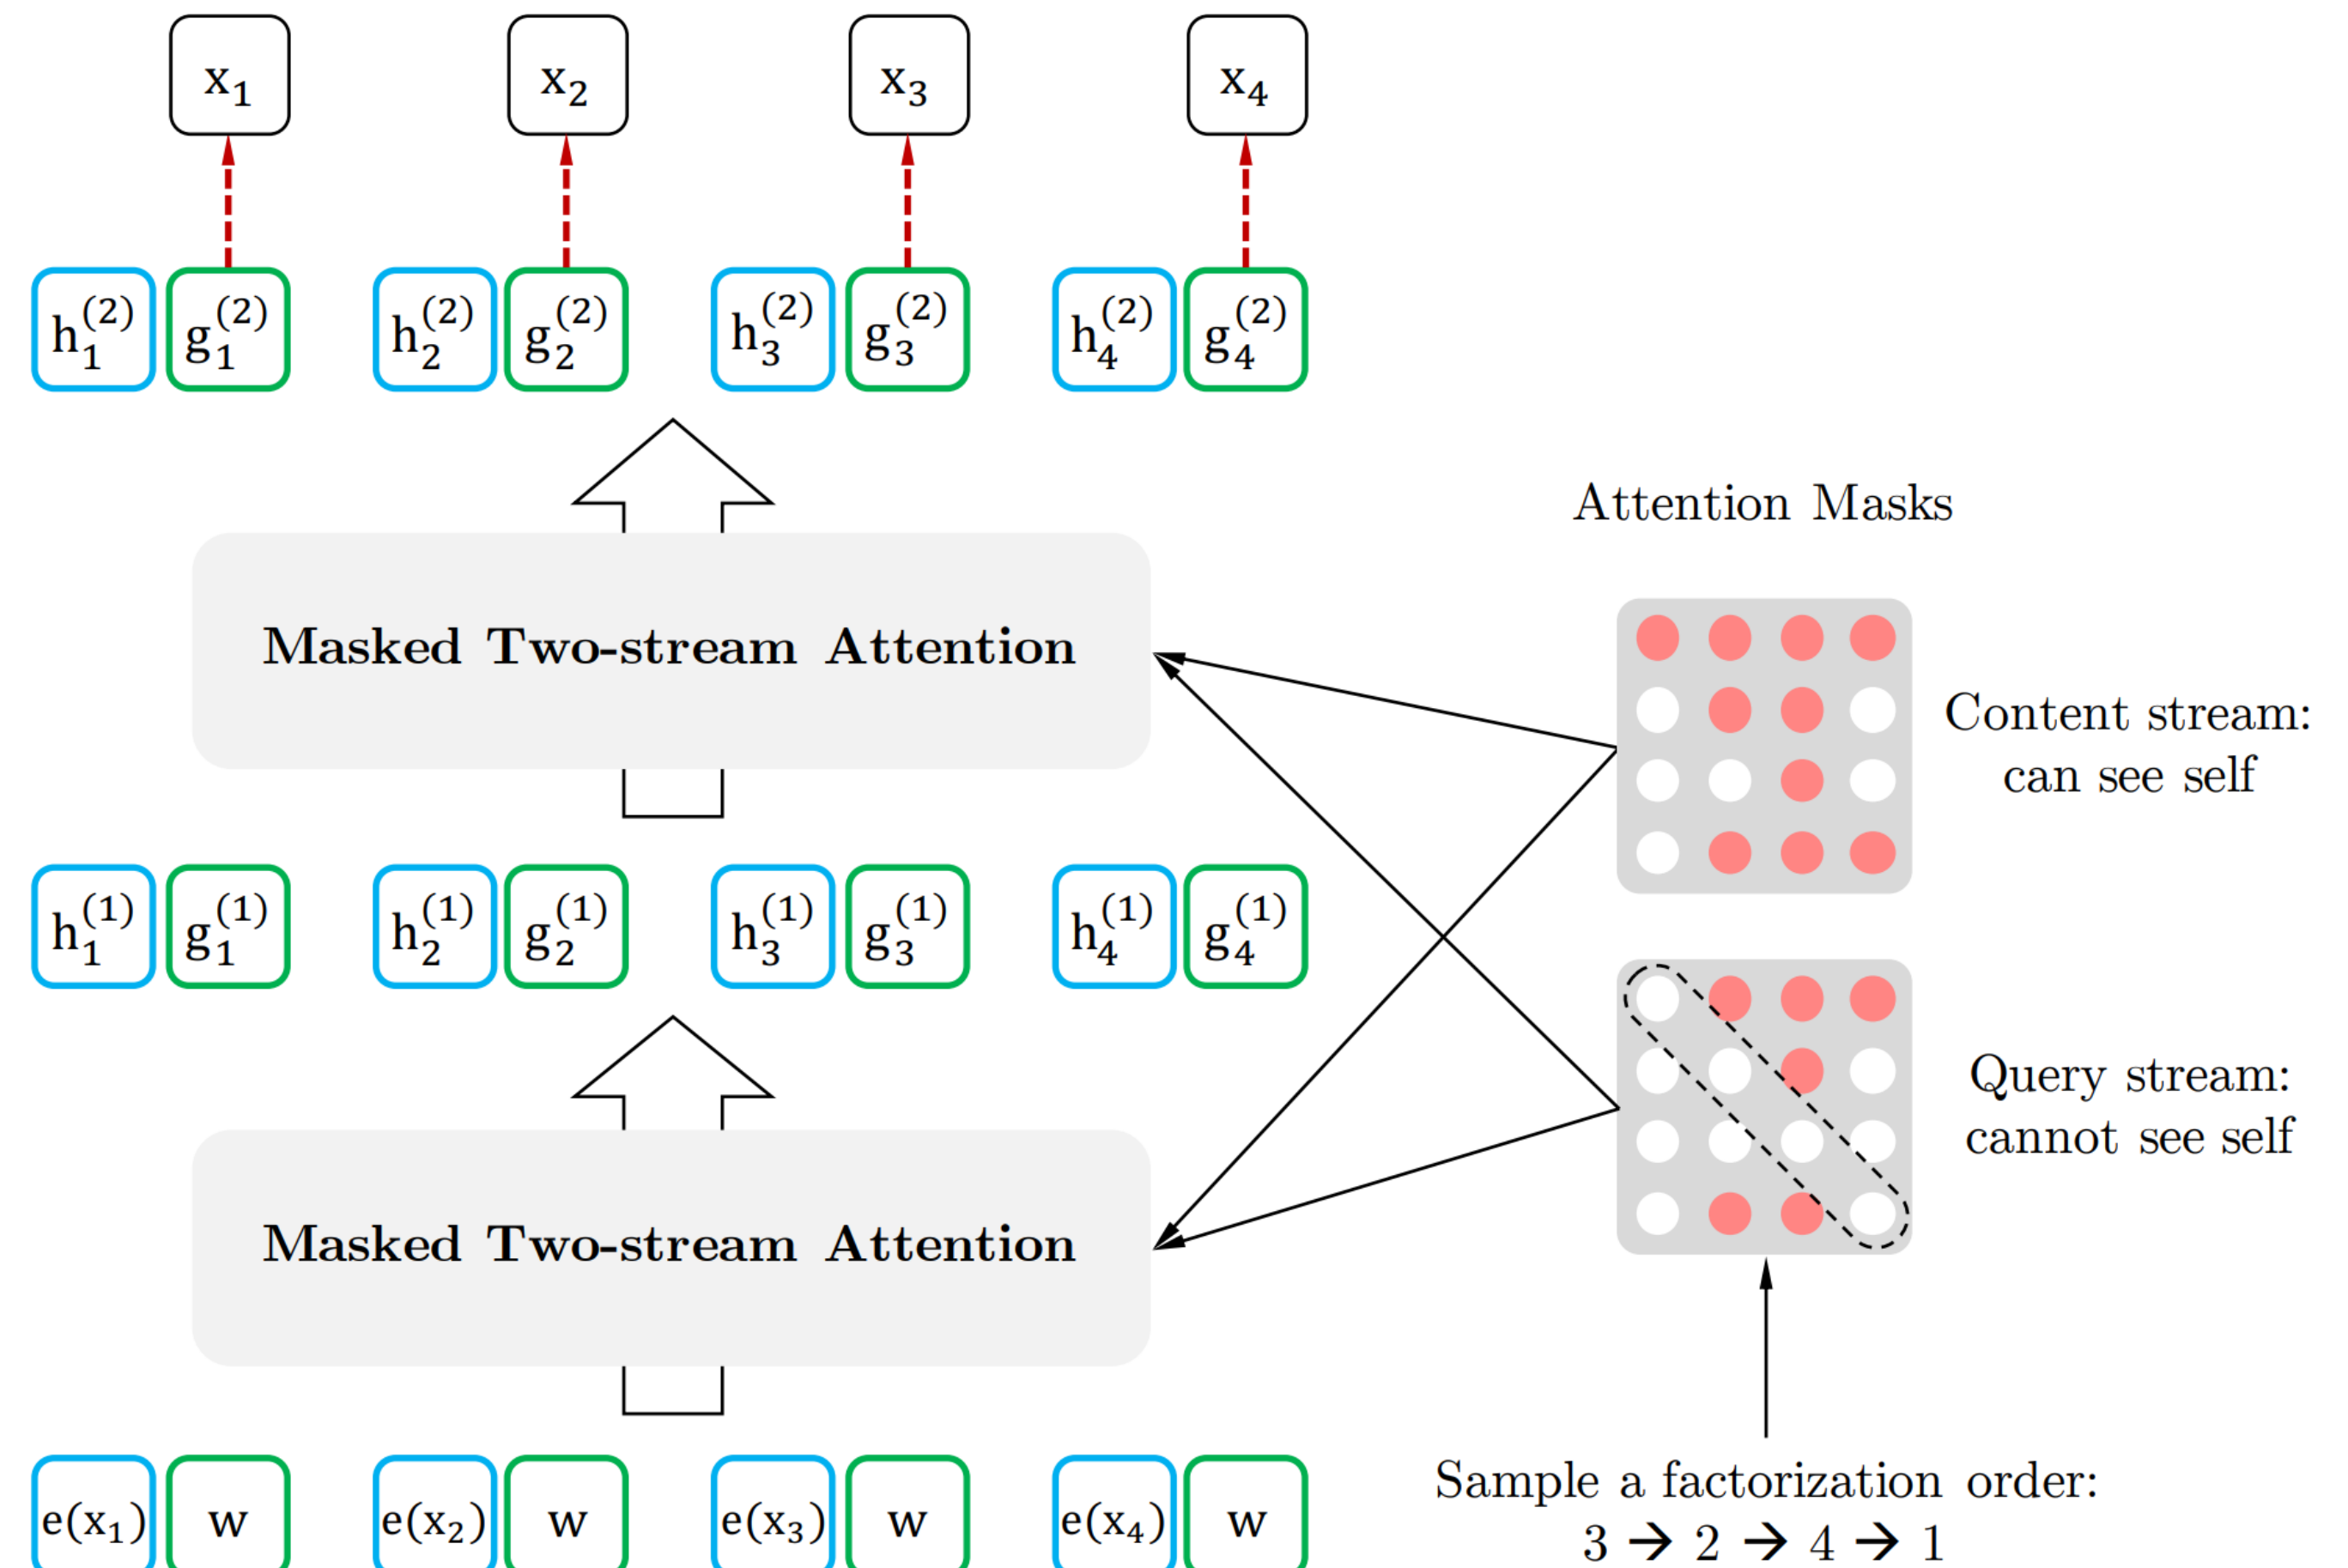 x₁ x₂ x₃ x₄
h₁⁽²⁾ g₁⁽²⁾ h₂⁽²⁾ g₂⁽²⁾ h₃⁽²⁾ g₃⁽²⁾ h₄⁽²⁾ g₄⁽²⁾
Attention Masks
Masked Two-stream Attention
Content stream:
can see self
h₁⁽¹⁾ g₁⁽¹⁾ h₂⁽¹⁾ g₂⁽¹⁾ h₃⁽¹⁾ g₃⁽¹⁾ h₄⁽¹⁾ g₄⁽¹⁾
Query stream:
cannot see self
Masked Two-stream Attention
e(x₁) w e(x₂) w e(x₃) w e(x₄) w
Sample a factorization order:
3 → 2 → 4 → 1